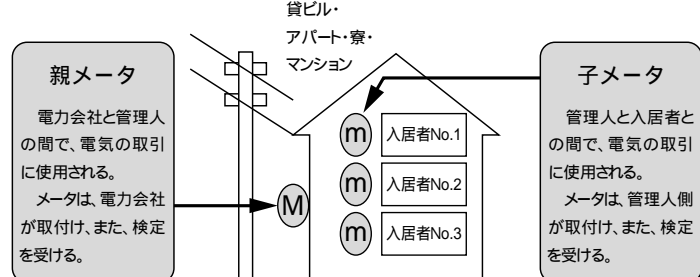 貸ビル・
アパート・寮・
マンション
親メータ
電力会社と管理人
の間で、電気の取引
に使用される。
メータは、電力会社
が取付け、また、検定
を受ける。
M
m
入居者No.1
m
入居者No.2
m
入居者No.3
子メータ
管理人と入居者と
の間で、電気の取引
に使用される。
メータは、管理人側
が取付け、また、検定
を受ける。